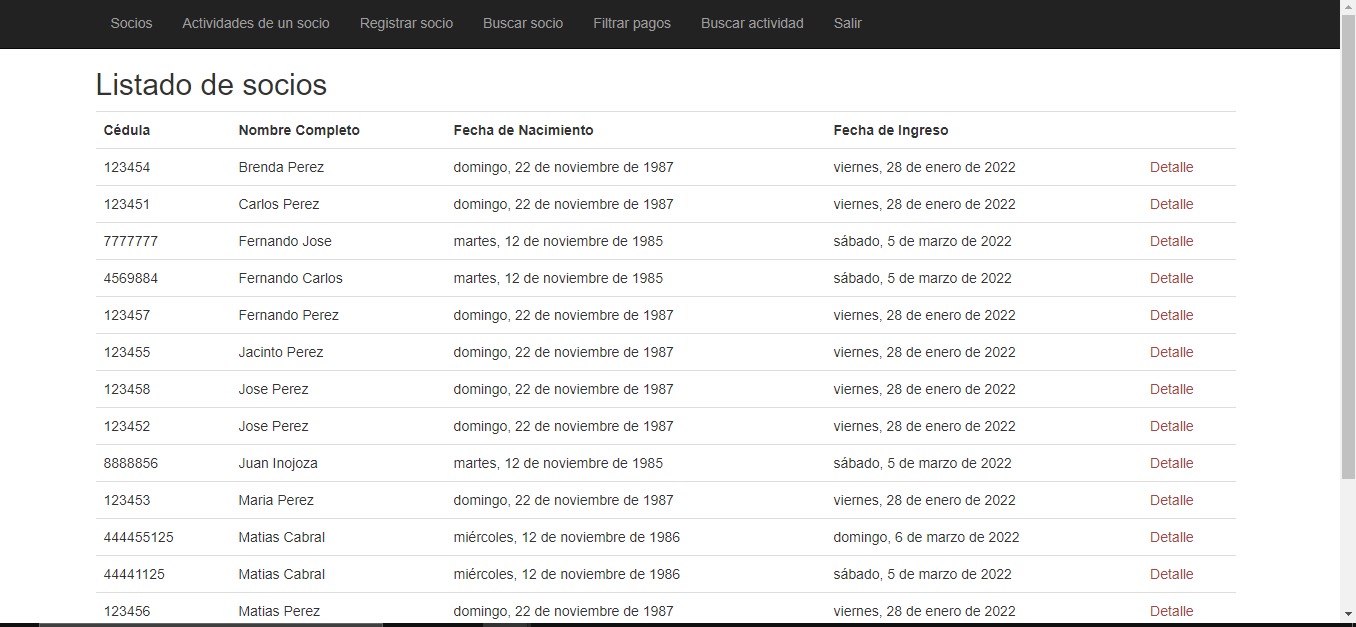 Socios Actividades de un socio Registrar socio Buscar socio Filtrar pagos Buscar actividad Salir
Listado de socios
Cédula Nombre Completo Fecha de Nacimiento Fecha de Ingreso
123454 Brenda Perez domingo, 22 de noviembre de 1987 viernes, 28 de enero de 2022 Detalle
123451 Carlos Perez domingo, 22 de noviembre de 1987 viernes, 28 de enero de 2022 Detalle
7777777 Fernando Jose martes, 12 de noviembre de 1985 sábado, 5 de marzo de 2022 Detalle
4569884 Fernando Carlos martes, 12 de noviembre de 1985 sábado, 5 de marzo de 2022 Detalle
123457 Fernando Perez domingo, 22 de noviembre de 1987 viernes, 28 de enero de 2022 Detalle
123455 Jacinto Perez domingo, 22 de noviembre de 1987 viernes, 28 de enero de 2022 Detalle
123458 Jose Perez domingo, 22 de noviembre de 1987 viernes, 28 de enero de 2022 Detalle
123452 Jose Perez domingo, 22 de noviembre de 1987 viernes, 28 de enero de 2022 Detalle
8888856 Juan Inojoza martes, 12 de noviembre de 1985 sábado, 5 de marzo de 2022 Detalle
123453 Maria Perez domingo, 22 de noviembre de 1987 viernes, 28 de enero de 2022 Detalle
444455125 Matias Cabral miércoles, 12 de noviembre de 1986 domingo, 6 de marzo de 2022 Detalle
44441125 Matias Cabral miércoles, 12 de noviembre de 1986 sábado, 5 de marzo de 2022 Detalle
123456 Matias Perez domingo, 22 de noviembre de 1987 viernes, 28 de enero de 2022 Detalle